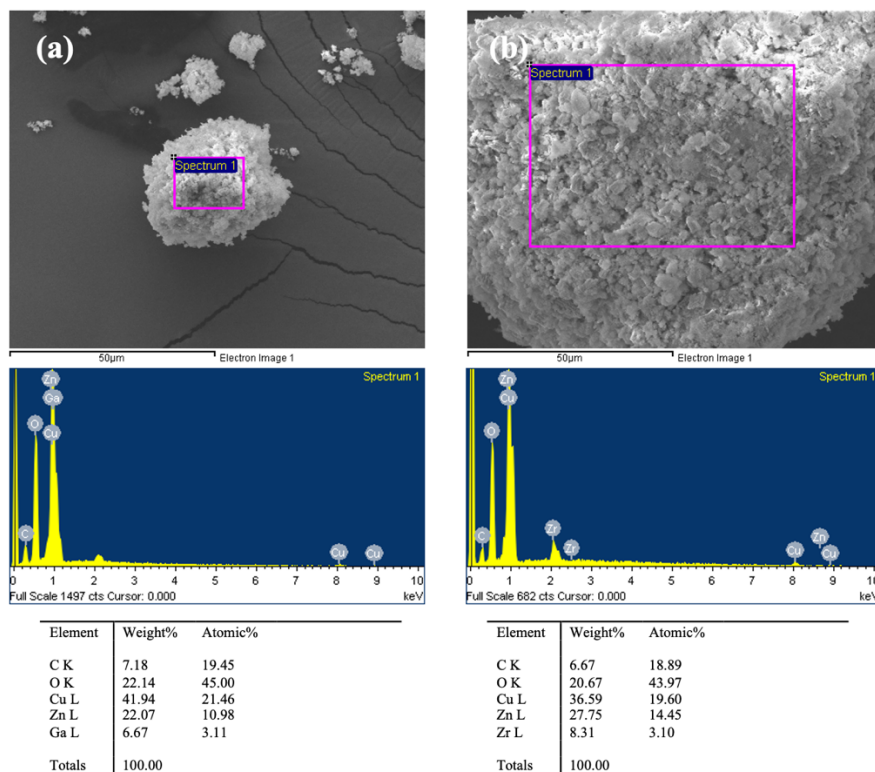 (a)
Spectrum 1
50µm
Electron Image 1
Spectrum 1
Zn
Ga
O
Cu
C
Cu
Cu
0 1 2 3 4 5 6 7 8 9 10
Full Scale 1497 cts Cursor: 0.000 keV
Element Weight% Atomic%
C K 7.18 19.45
O K 22.14 45.00
Cu L 41.94 21.46
Zn L 22.07 10.98
Ga L 6.67 3.11
Totals 100.00
(b)
Spectrum 1
50µm
Electron Image 1
Spectrum 1
Zn
Cu
O
C
Zr
Zr
Zn
Cu
Cu
0 1 2 3 4 5 6 7 8 9 10
Full Scale 682 cts Cursor: 0.000 keV
Element Weight% Atomic%
C K 6.67 18.89
O K 20.67 43.97
Cu L 36.59 19.60
Zn L 27.75 14.45
Zr L 8.31 3.10
Totals 100.00